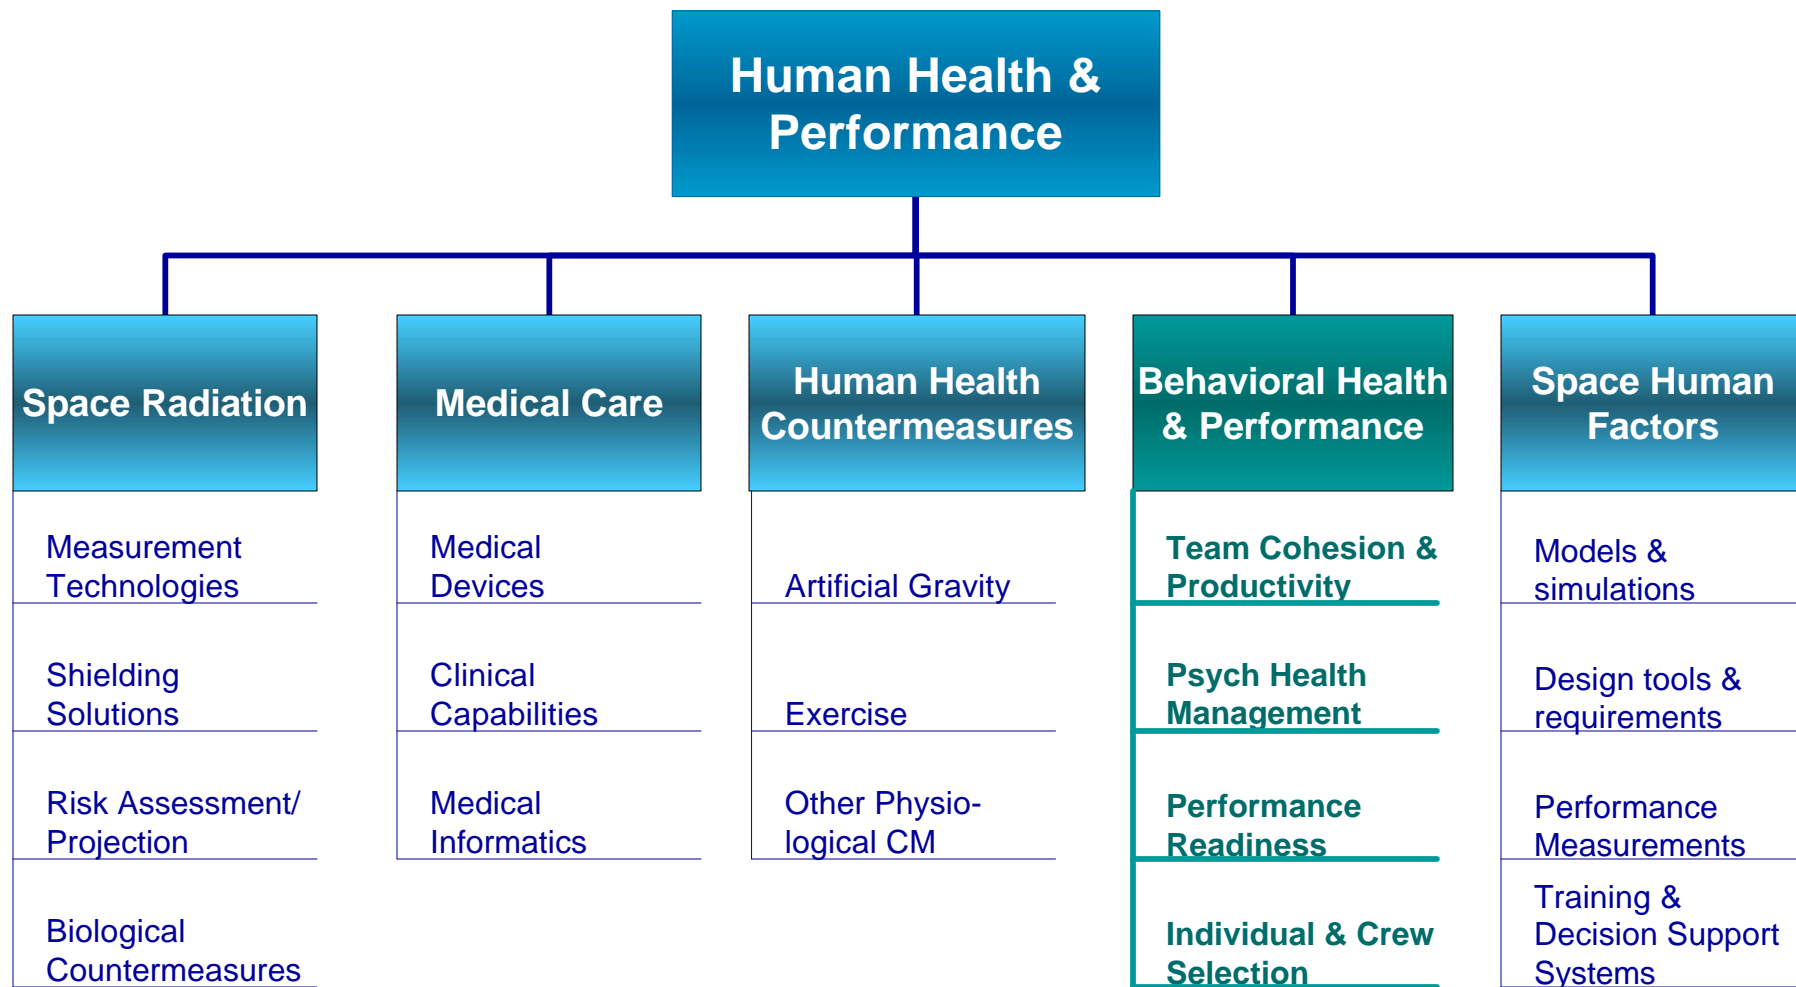 Human Health &
Performance
Space Radiation
Measurement
Technologies
Shielding
Solutions
Risk Assessment/
Projection
Biological
Countermeasures
Medical Care
Medical
Devices
Clinical
Capabilities
Medical
Informatics
Human Health
Countermeasures
Artificial Gravity
Exercise
Other Physio-
logical CM
Behavioral Health
& Performance
Team Cohesion &
Productivity
Psych Health
Management
Performance
Readiness
Individual & Crew
Selection
Space Human
Factors
Models &
simulations
Design tools &
requirements
Performance
Measurements
Training &
Decision Support
Systems